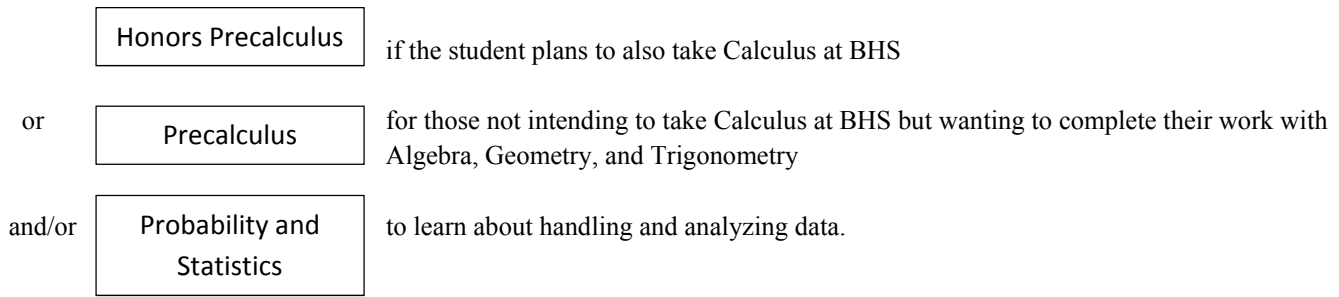 Honors Precalculus if the student plans to also take Calculus at BHS
or Precalculus for those not intending to take Calculus at BHS but wanting to complete their work with
Algebra, Geometry, and Trigonometry
and/or Probability and to learn about handling and analyzing data.
Statistics